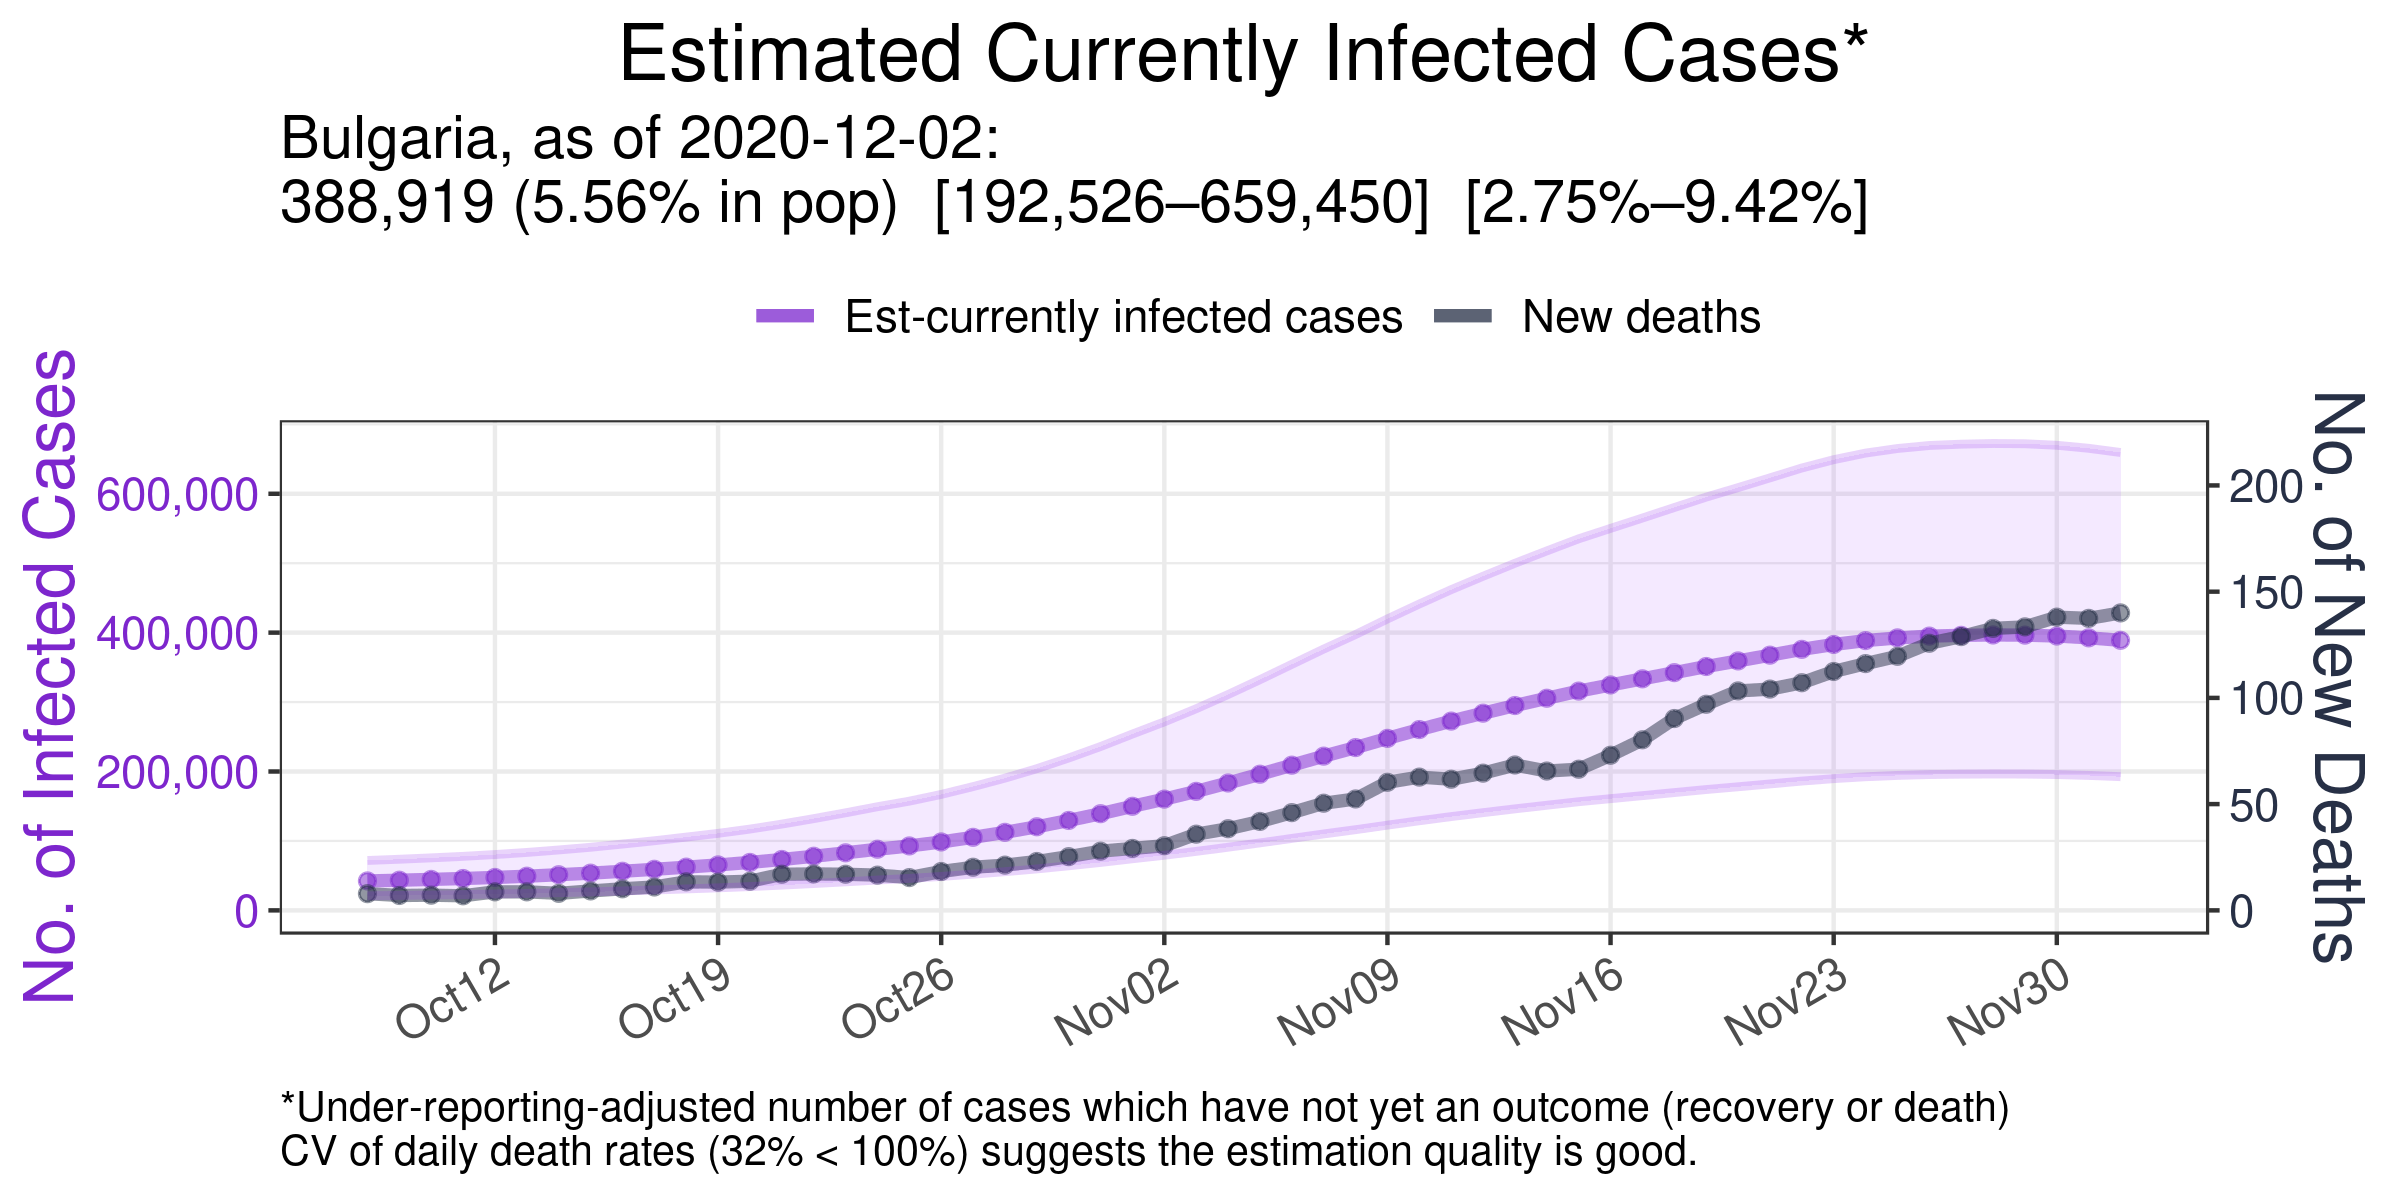 Estimated Currently Infected Cases*
Bulgaria, as of 2020-12-02:
388,919 (5.56% in pop) [192,526–659,450] [2.75%–9.42%]
Est-currently infected cases
New deaths
No. of Infected Cases
600,000
400,000
200,000
0
No. of New Deaths
200
150
100
50
0
Oct12
Oct19
Oct26
Nov02
Nov09
Nov16
Nov23
Nov30
*Under-reporting-adjusted number of cases which have not yet an outcome (recovery or death)
CV of daily death rates (32% < 100%) suggests the estimation quality is good.